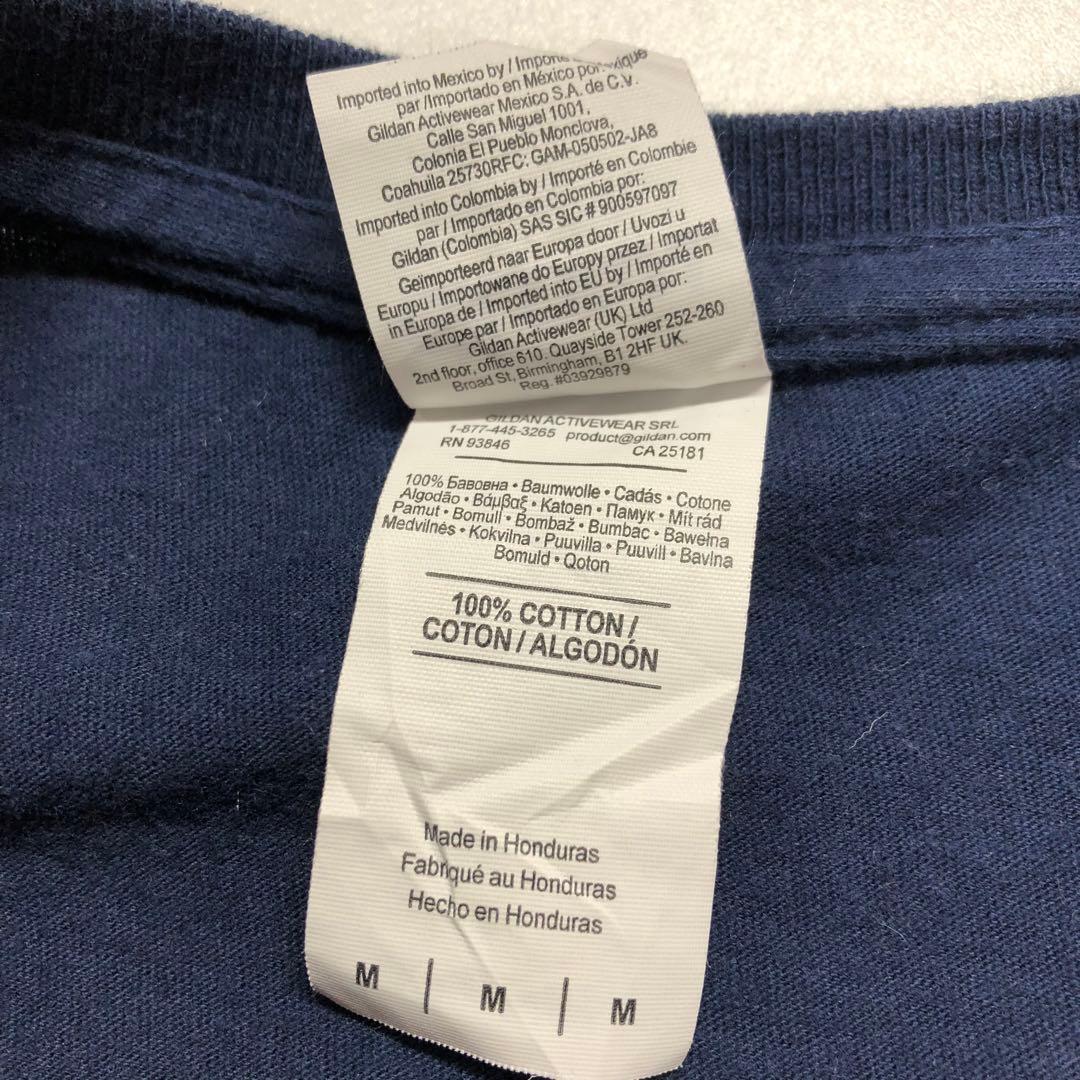 Imported into Mexico by / Importé
par /Importado en México por:
Gildan Activewear Mexico S.A. de C.V.
Calle San Miguel 1001,
Colonia El Pueblo Monclova,
Coahuila 25730RFC: GAM-050502-JA8
Imported into Colombia by / Importé en Colombie
par / Importado en Colombia por:
Gildan (Colombia) SAS SIC # 900597097
Geïmporteerd naar Europa door / Uvozi u
Europu / Importowane do Europy przez / Importat
in Europa de / Imported into EU by / Importé en
Europe par / Importado en Europa por:
Gildan Activewear (UK) Ltd
2nd floor, office 610. Quayside Tower 252-260
Broad St, Birmingham, B1 2HF UK.
Reg. #03929879
GILDAN ACTIVEWEAR SRL
1-877-445-3265 product@gildan.com
RN 93846 CA 25181
100% Бавовна • Baumwolle • Cadás • Cotone
Algodão • Βάμβαξ • Katoen • Памук • Mít rád
Pamut • Bomull • Bombaž • Bumbac • Bawełna
Medvilnės • Kokvilna • Puuvilla • Puuvill • Bavlna
Bomuld • Qoton
100% COTTON /
COTON / ALGODÓN
Made in Honduras
Fabriqué au Honduras
Hecho en Honduras
M | M | M